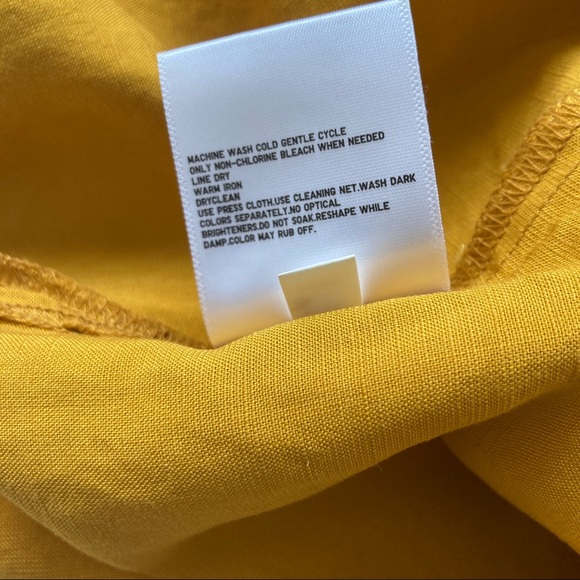 MACHINE WASH COLD GENTLE CYCLE
ONLY NON-CHLORINE BLEACH WHEN NEEDED
LINE DRY
WARM IRON
DRYCLEAN
USE PRESS CLOTH.USE CLEANING NET.WASH DARK
COLORS SEPARATELY.NO OPTICAL
BRIGHTENERS.DO NOT SOAK.RESHAPE WHILE
DAMP.COLOR MAY RUB OFF.